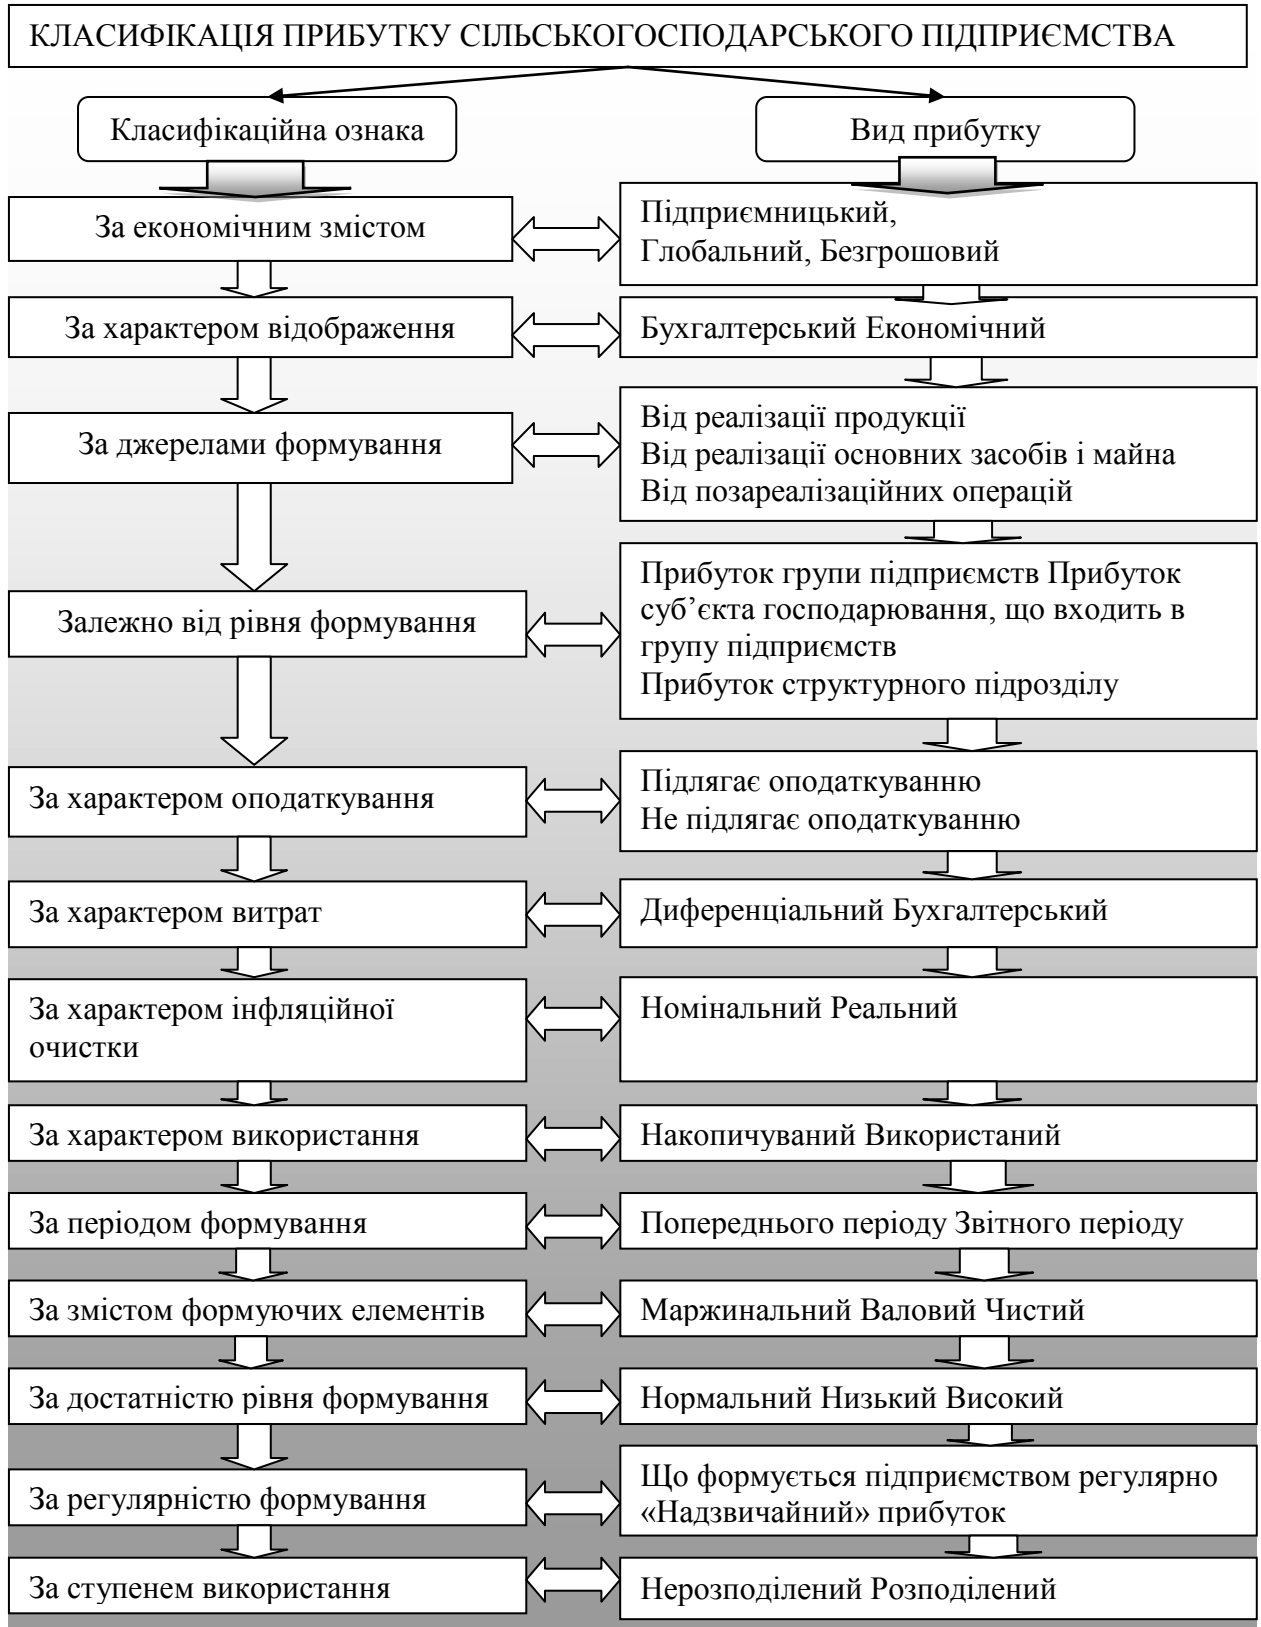 КЛАСИФІКАЦІЯ ПРИБУТКУ СІЛЬСЬКОГОСПОДАРСЬКОГО ПІДПРИЄМСТВА
Класифікаційна ознака
Вид прибутку
За економічним змістом
Підприємницький,
Глобальний, Безгрошовий
За характером відображення
Бухгалтерський Економічний
За джерелами формування
Від реалізації продукції
Від реалізації основних засобів і майна
Від позареалізаційних операцій
Залежно від рівня формування
Прибуток групи підприємств Прибуток
суб’єкта господарювання, що входить в
групу підприємств
Прибуток структурного підрозділу
За характером оподаткування
Підлягає оподаткуванню
Не підлягає оподаткуванню
За характером витрат
Диференціальний Бухгалтерський
За характером інфляційної
очистки
Номінальний Реальний
За характером використання
Накопичуваний Використаний
За періодом формування
Попереднього періоду Звітного періоду
За змістом формуючих елементів
Маржинальний Валовий Чистий
За достатністю рівня формування
Нормальний Низький Високий
За регулярністю формування
Що формується підприємством регулярно
«Надзвичайний» прибуток
За ступенем використання
Нерозподілений Розподілений